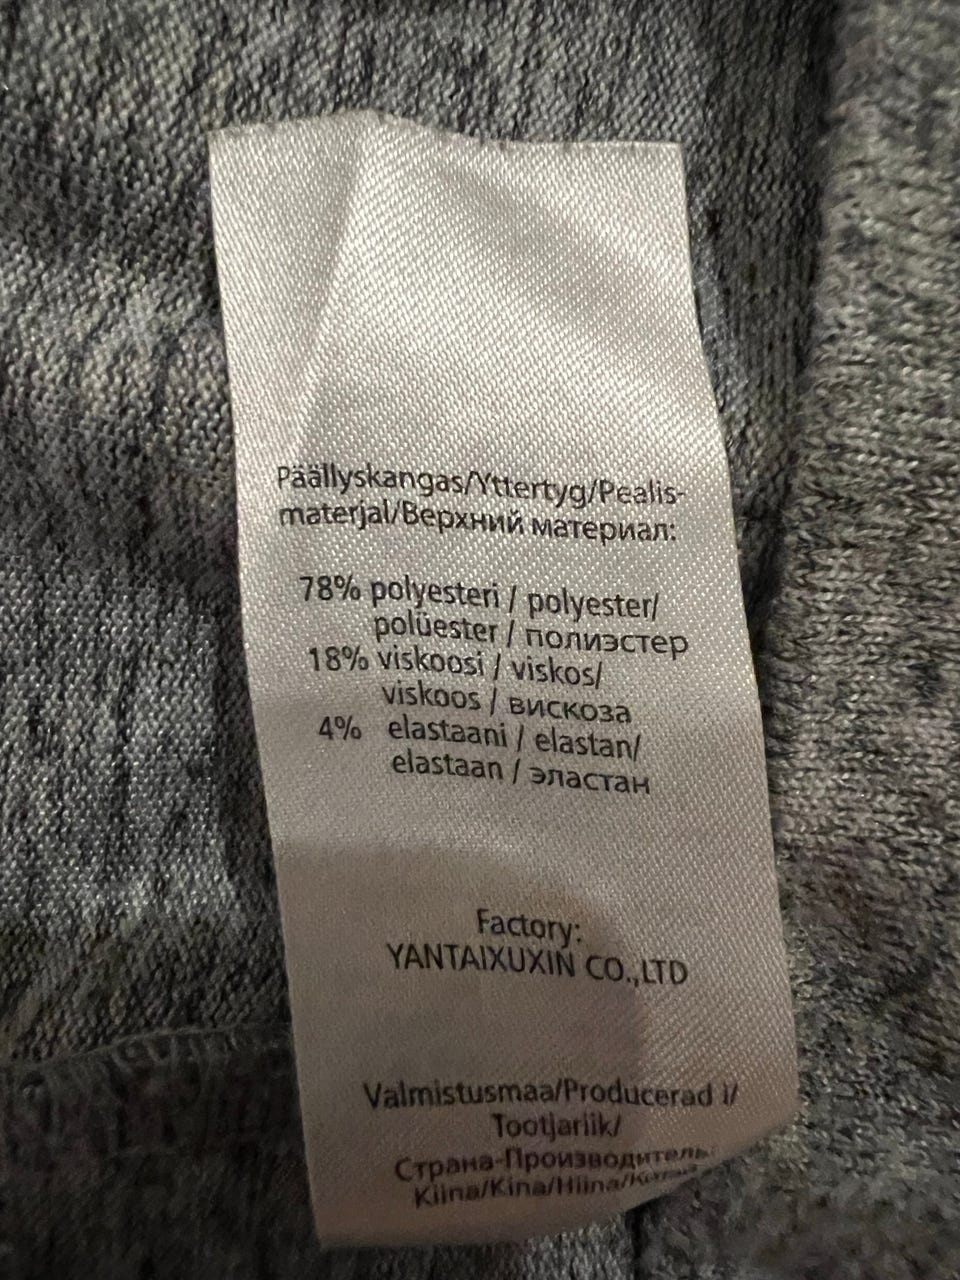 Päällyskangas/Yttertyg/Pealis-
materjal/Верхний материал:
78% polyesteri / polyester/
polüester / полиэстер
18% viskoosi / viskos/
viskoos / вискоза
4% elastaani / elastan/
elastaan / эластан
Factory:
YANTAIXUXIN CO.,LTD
Valmistusmaa/Producerad i/
Tootjariik/
Страна-Производитель:
Kiina/Kina/Hiina/